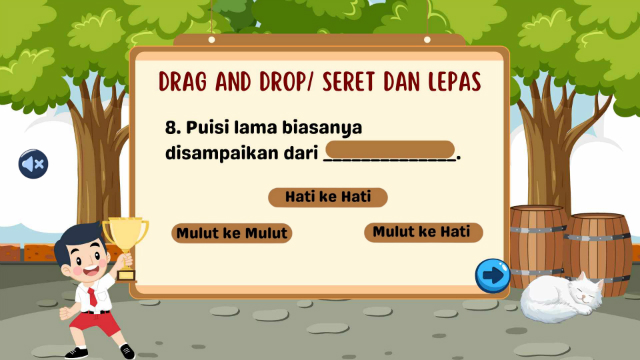 DRAG AND DROP/ SERET DAN LEPAS
8. Puisi lama biasanya
disampaikan dari ______________.
Hati ke Hati
Mulut ke Mulut
Mulut ke Hati